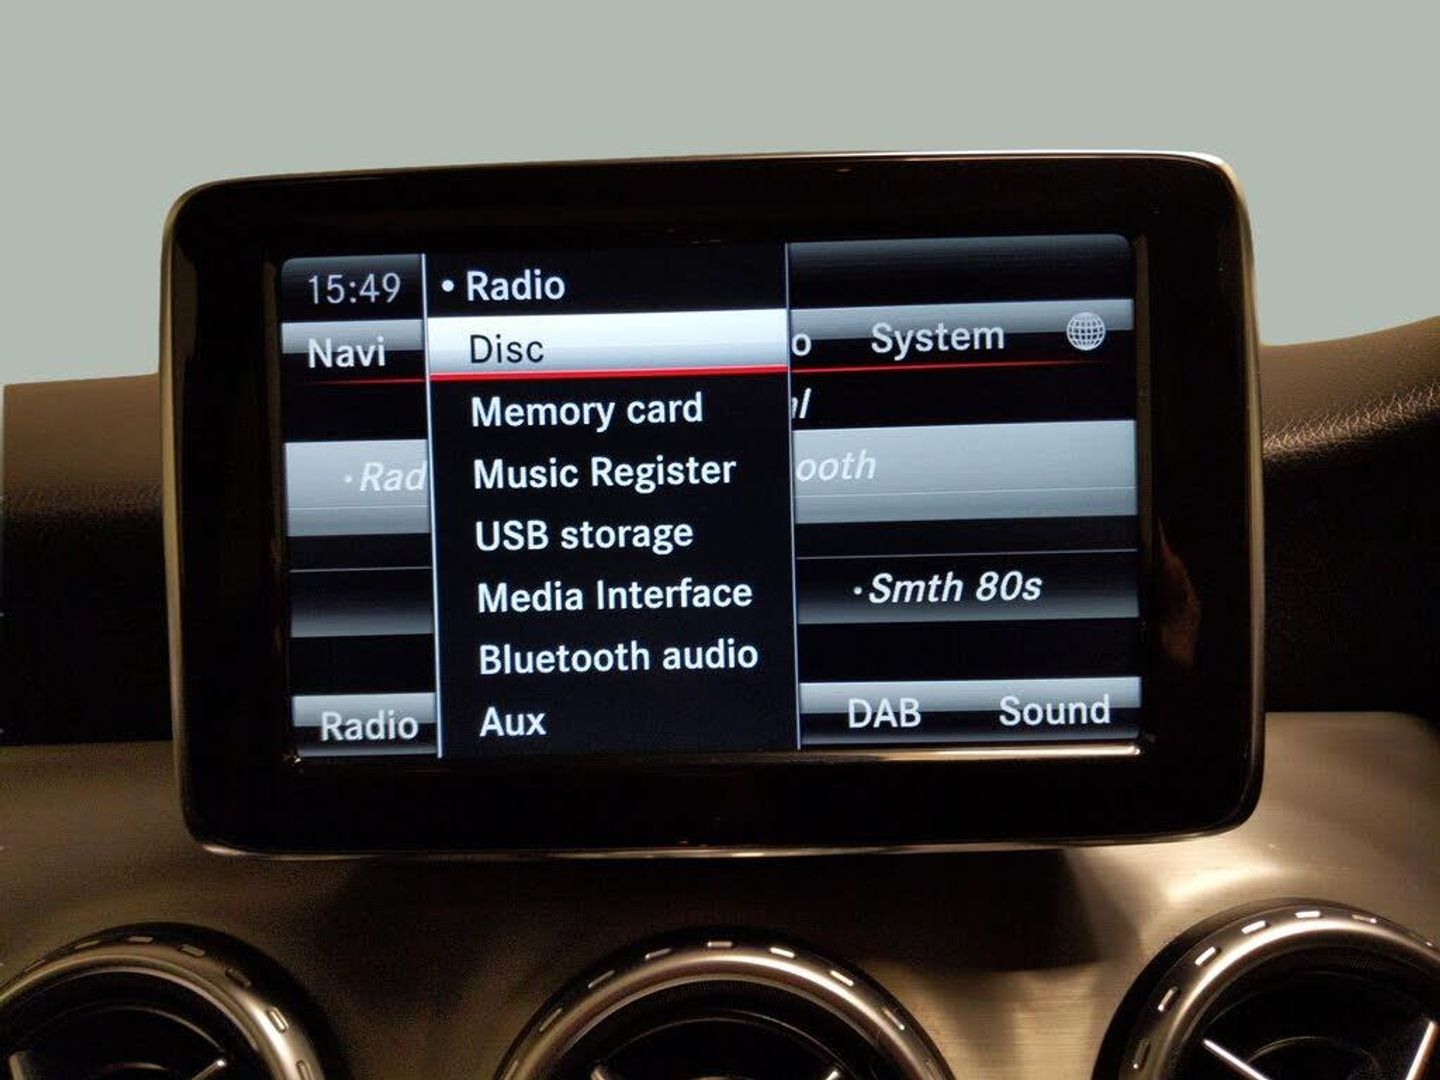 15:49
• Radio
Navi
Disc
o
System
Memory card
al
· Rad
Music Register
ooth
USB storage
Media Interface
· Smth 80s
Bluetooth audio
Radio
Aux
DAB
Sound